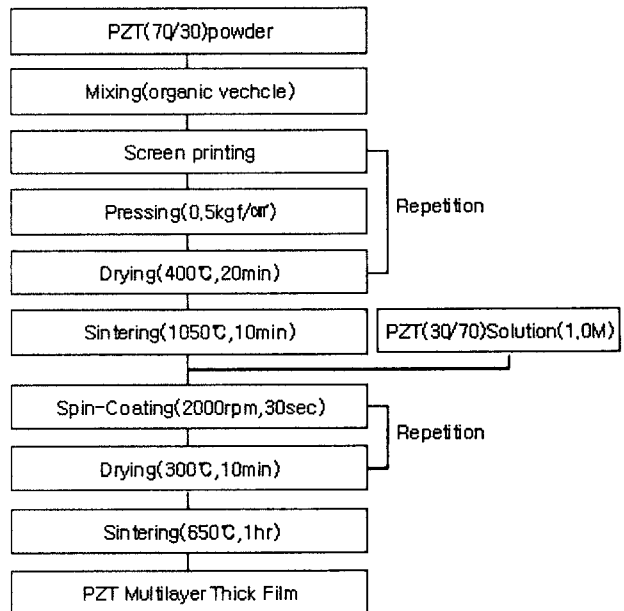 PZT(70/30)powder
Mixing(organic vechcle)
Screen printing
Pressing(0,5kgf/㎠)
Repetition
Drying(400℃,20min)
Sintering(1050℃,10min)
PZT(30/70)Solution(1,0M)
Spin-Coating(2000rpm,30sec)
Repetition
Drying(300℃,10min)
Sintering(650℃,1hr)
PZT Multilayer Thick Film